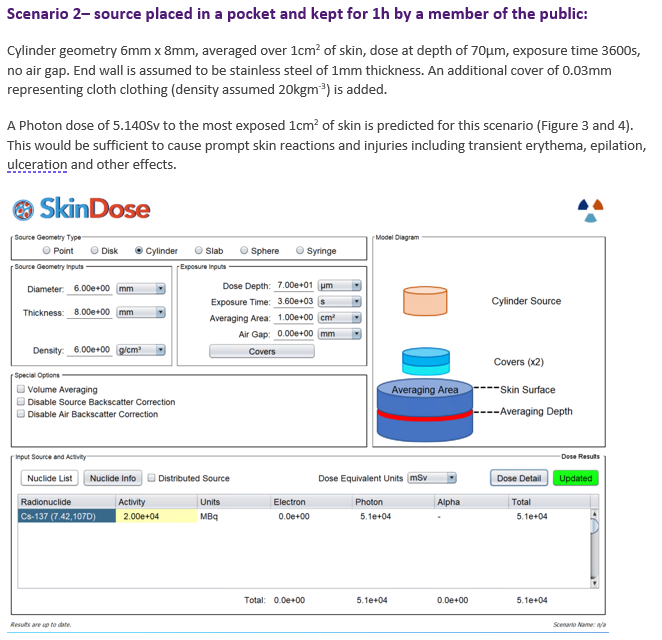 Scenario 2– source placed in a pocket and kept for 1h by a member of the public:
Cylinder geometry 6mm x 8mm, averaged over 1cm² of skin, dose at depth of 70µm, exposure time 3600s,
no air gap. End wall is assumed to be stainless steel of 1mm thickness. An additional cover of 0.03mm
representing cloth clothing (density assumed 20kgm⁻³) is added.
A Photon dose of 5.140Sv to the most exposed 1cm² of skin is predicted for this scenario (Figure 3 and 4).
This would be sufficient to cause prompt skin reactions and injuries including transient erythema, epilation,
ulceration and other effects.
SkinDose
Source Geometry Type
Point Disk Cylinder Slab Sphere Syringe
Source Geometry Inputs
Diameter: 6.00e+00 mm
Thickness: 8.00e+00 mm
Density: 6.00e+00 g/cm³
Exposure Inputs
Dose Depth: 7.00e+01 µm
Exposure Time: 3.60e+03 s
Averaging Area: 1.00e+00 cm²
Air Gap: 0.00e+00 mm
Covers
Special Options
Volume Averaging
Disable Source Backscatter Correction
Disable Air Backscatter Correction
Model Diagram
Cylinder Source
Covers (x2)
Averaging Area
Skin Surface
Averaging Depth
Input Source and Activity
Dose Results
Nuclide List Nuclide Info Distributed Source Dose Equivalent Units mSv Dose Detail Updated
Radionuclide Activity Units Electron Photon Alpha Total
Cs-137 (7.42,107D) 2.00e+04 MBq 0.0e+00 5.1e+04 - 5.1e+04
Total: 0.0e+00 5.1e+04 0.0e+00 5.1e+04
Results are up to date. Scenario Name: n/a